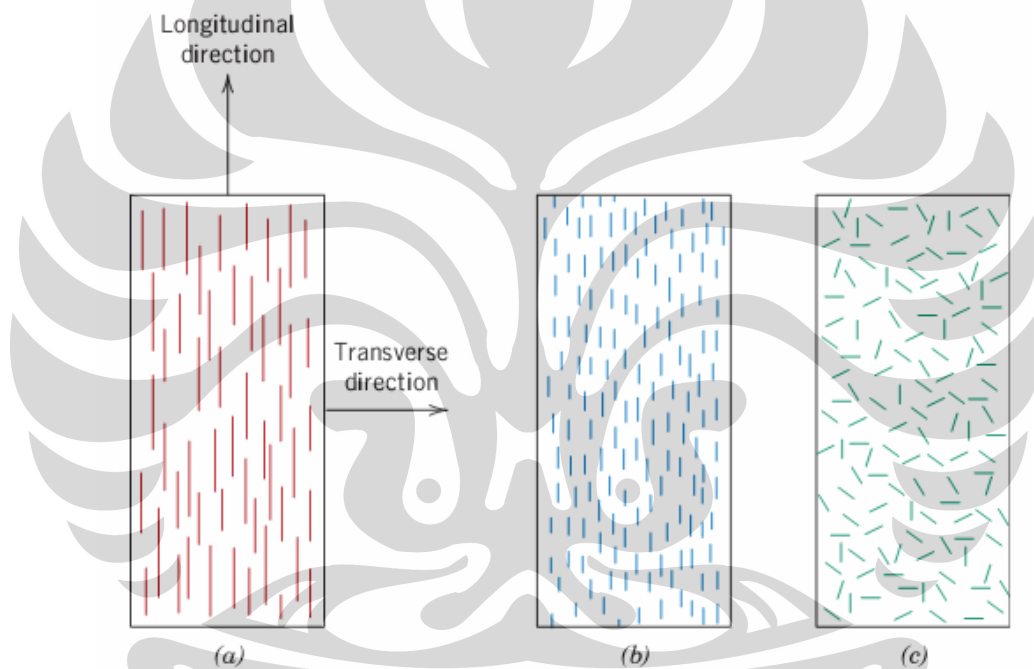 Longitudinal
direction
Transverse
direction
(a)
(b)
(c)